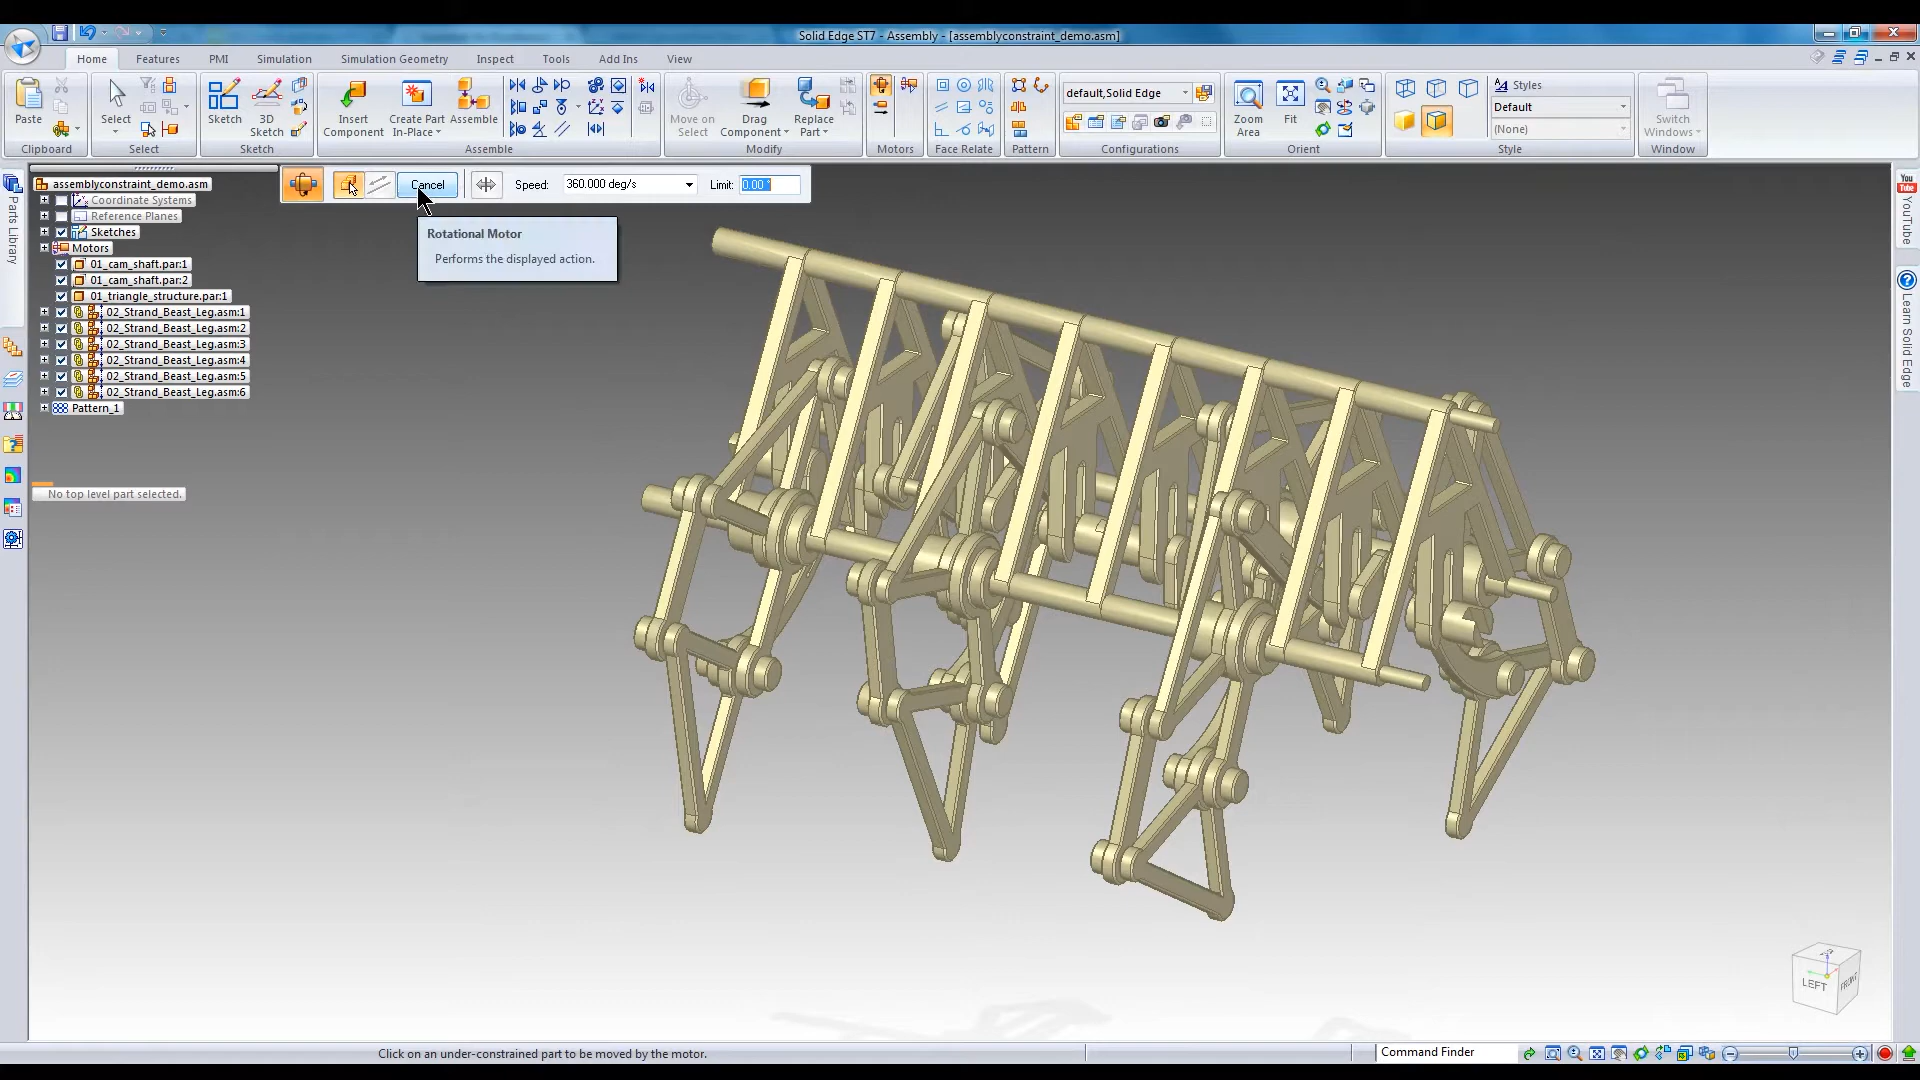 Solid Edge ST7 - Assembly - [assemblyconstraint_demo.asm]
Home Features PMI Simulation Simulation Geometry Inspect Tools Add Ins View
Paste
Clipboard
Select
Select
Sketch
3D Sketch
Sketch
Insert Component
Create Part In-Place
Assemble
Assemble
Move on Select
Drag Component
Replace Part
Modify
Motors
Face Relate
Pattern
default,Solid Edge
Configurations
Zoom Area
Fit
Orient
Styles
Default
(None)
Style
Switch Windows
Window
Cancel
Speed: 360.000 deg/s
Limit: 0.00 °
Rotational Motor
Performs the displayed action.
Parts Library
assemblyconstraint_demo.asm
Coordinate Systems
Reference Planes
Sketches
Motors
01_cam_shaft.par:1
01_cam_shaft.par:2
01_triangle_structure.par:1
02_Strand_Beast_Leg.asm:1
02_Strand_Beast_Leg.asm:2
02_Strand_Beast_Leg.asm:3
02_Strand_Beast_Leg.asm:4
02_Strand_Beast_Leg.asm:5
02_Strand_Beast_Leg.asm:6
Pattern_1
No top level part selected.
You Tube
YouTube
Learn Solid Edge
LEFT
FRONT
Click on an under-constrained part to be moved by the motor.
Command Finder